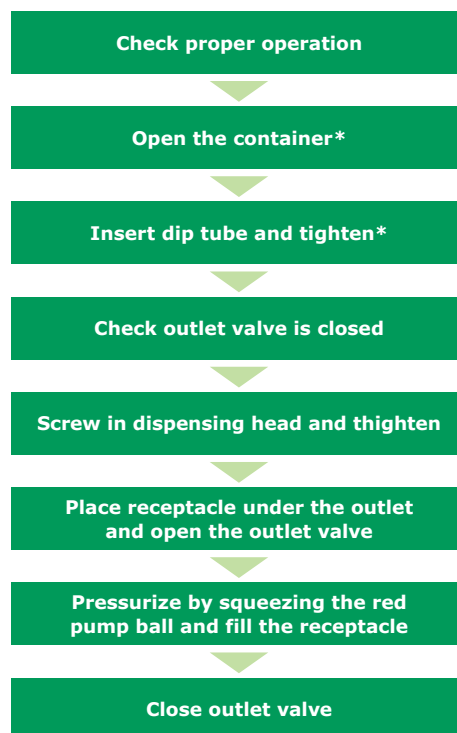 Check proper operation
Open the container*
Insert dip tube and tighten*
Check outlet valve is closed
Screw in dispensing head and thighten
Place receptacle under the outlet
and open the outlet valve
Pressurize by squeezing the red
pump ball and fill the receptacle
Close outlet valve